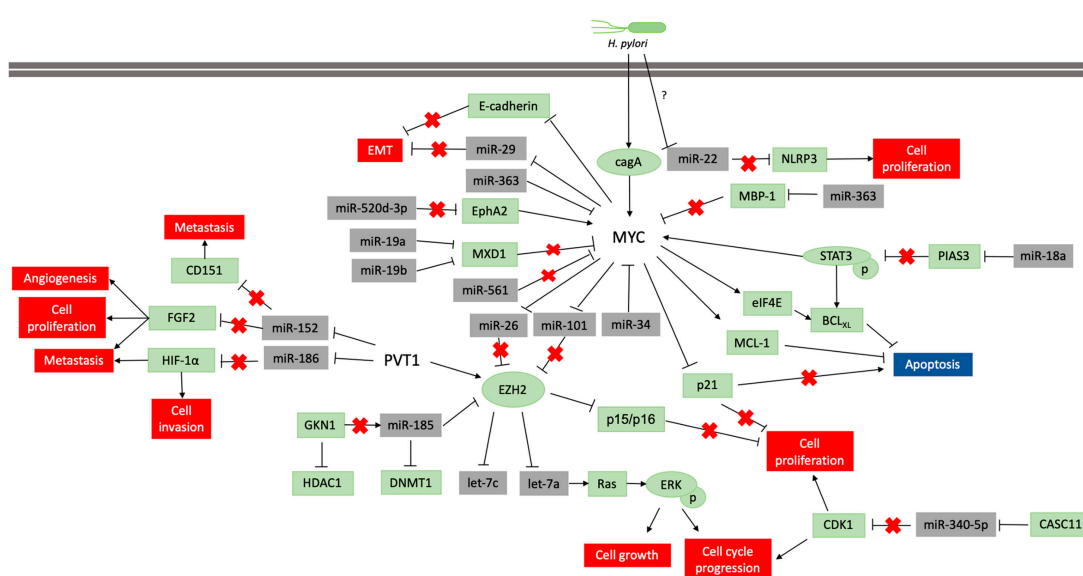 H. pylori
?
E-cadherin
EMT
miR-29
miR-363
cagA
miR-22
NLRP3
Cell
proliferation
MBP-1
miR-363
miR-520d-3p
EphA2
MYC
miR-19a
miR-19b
MXD1
miR-561
STAT3
p
PIAS3
miR-18a
Metastasis
CD151
Angiogenesis
Cell
proliferation
FGF2
miR-152
Metastasis
HIF-1α
miR-186
PVT1
Cell
invasion
miR-26
miR-101
miR-34
eIF4E
BCLXL
MCL-1
Apoptosis
p21
EZH2
GKN1
miR-185
p15/p16
Cell
proliferation
HDAC1
DNMT1
let-7c
let-7a
Ras
ERK
p
CDK1
miR-340-5p
CASC11
Cell growth
Cell cycle
progression